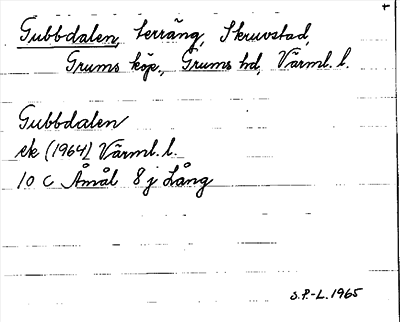 +
Gubbdalen, terräng, Skruvstad,
Grums köp., Grums hd, Värml. l.
Gubbdalen
ek (1964) Värml. l.
10 C Åmål 8 j Lång
S.P.-L. 1965